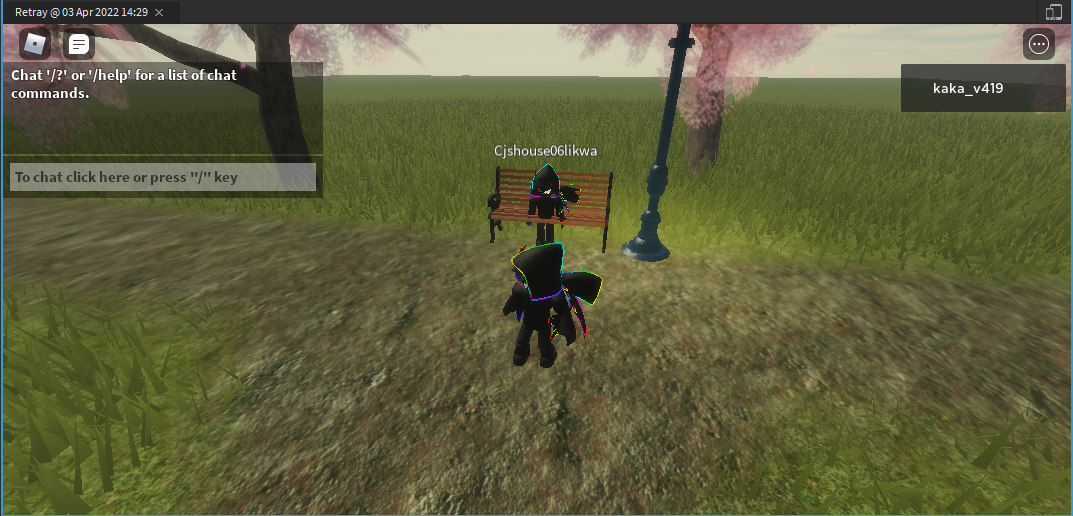 Retray @ 03 Apr 2022 14:29
Chat '/?' or '/help' for a list of chat
commands.
kaka_v419
Cjshouse06likwa
To chat click here or press "/" key